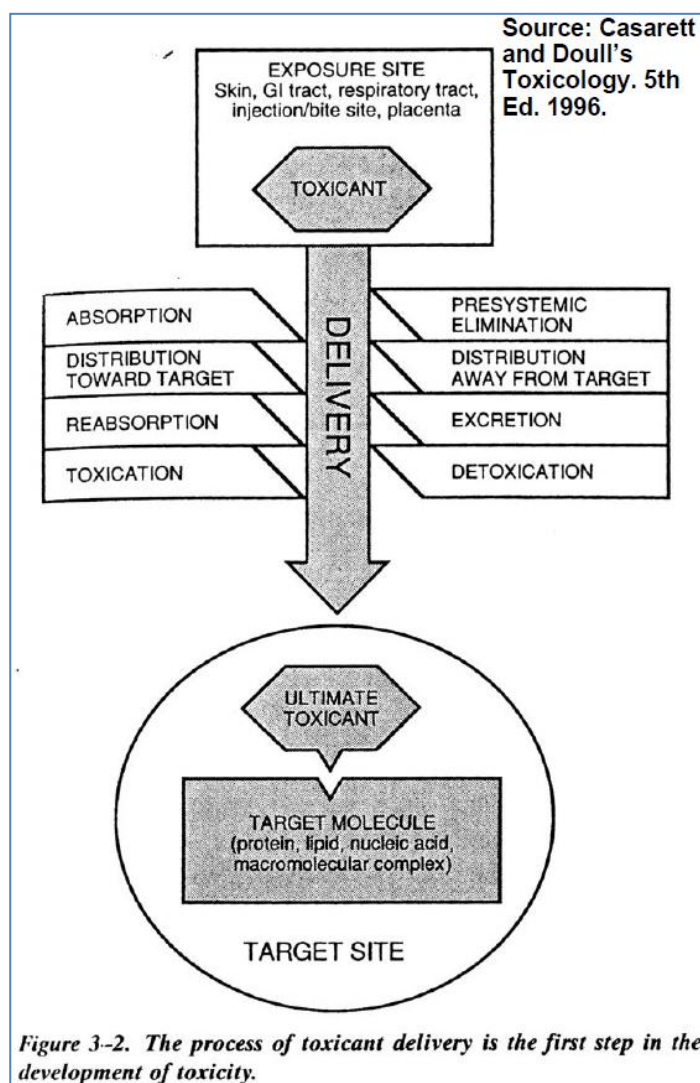 Source: Casarett
and Doull's
Toxicology. 5th
Ed. 1996.
EXPOSURE SITE
Skin, GI tract, respiratory tract,
injection/bite site, placenta
TOXICANT
DELIVERY
ABSORPTION
DISTRIBUTION
TOWARD TARGET
REABSORPTION
TOXICATION
PRESYSTEMIC
ELIMINATION
DISTRIBUTION
AWAY FROM TARGET
EXCRETION
DETOXICATION
ULTIMATE
TOXICANT
TARGET MOLECULE
(protein, lipid, nucleic acid,
macromolecular complex)
TARGET SITE
Figure 3-2. The process of toxicant delivery is the first step in the
development of toxicity.